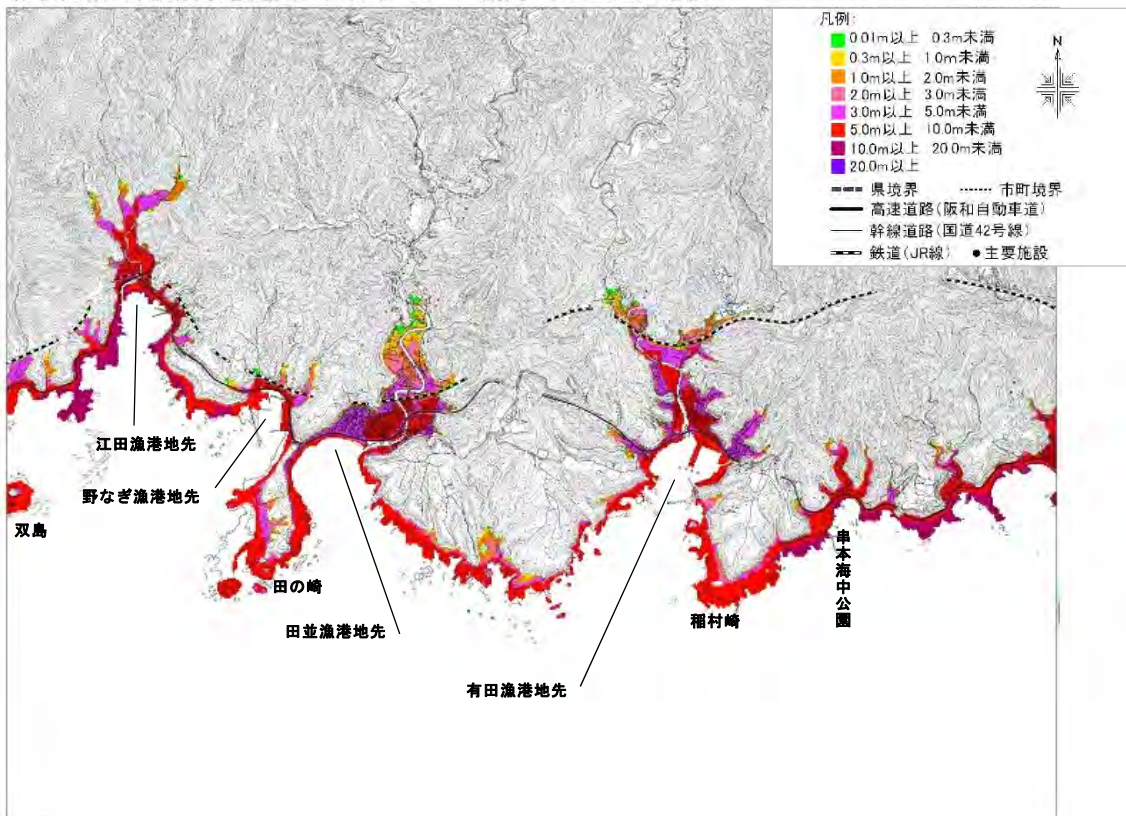 凡例:
0.01m以上 0.3m未満
0.3m以上 1.0m未満
1.0m以上 2.0m未満
2.0m以上 3.0m未満
3.0m以上 5.0m未満
5.0m以上 10.0m未満
10.0m以上 20.0m未満
20.0m以上
県境界 市町境界
高速道路(阪和自動車道)
幹線道路(国道42号線)
鉄道(JR線) ●主要施設
N
江田漁港地先
野なぎ漁港地先
双島
田の崎
田並漁港地先
有田漁港地先
稲村崎
串本海中公園